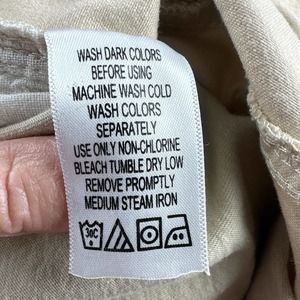 WASH DARK COLORS
BEFORE USING
MACHINE WASH COLD
WASH COLORS
SEPARATELY
USE ONLY NON-CHLORINE
BLEACH TUMBLE DRY LOW
REMOVE PROMPTLY
MEDIUM STEAM IRON
30C